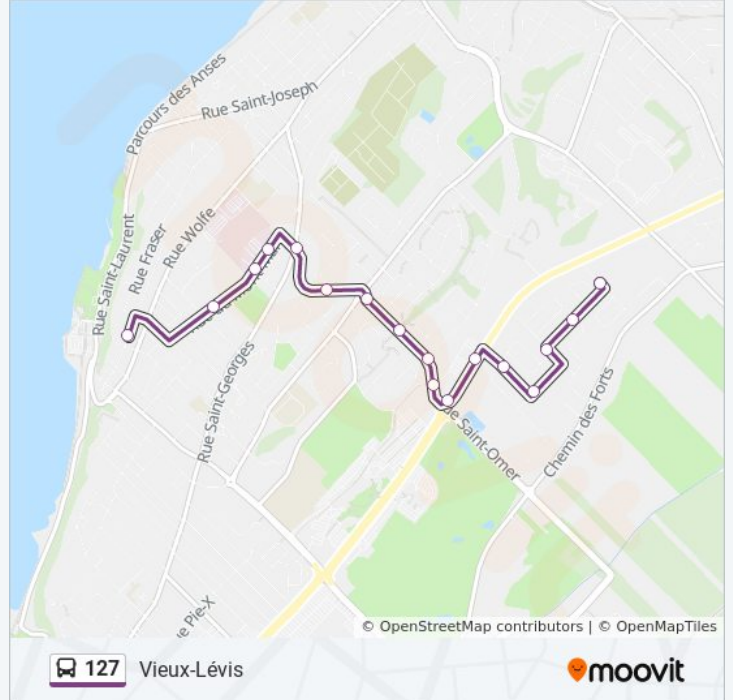 Parcours des Anses
Rue Saint-Joseph
Rue Wolfe
Rue Fraser
Rue Saint-Laurent
Rue Saint-Georges
Saint-Omer
Chemin des Forts
Pie-X
© OpenStreetMap contributors | © OpenMapTiles
127 Vieux-Lévis
moovit